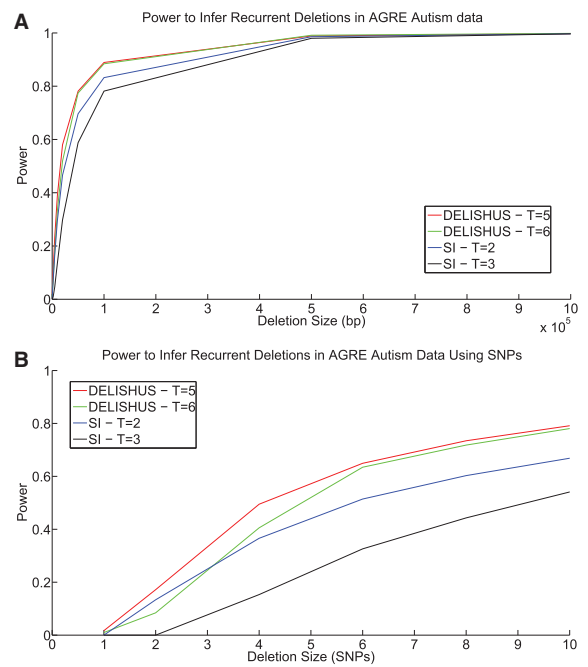 A
Power to Infer Recurrent Deletions in AGRE Autism data
1
0.8
0.6
0.4
0.2
0
Power
DELISHUS − T=5
DELISHUS − T=6
SI − T=2
SI − T=3
0 1 2 3 4 5 6 7 8 9 10
Deletion Size (bp)
x 10^5
B
Power to Infer Recurrent Deletions in AGRE Autism Data Using SNPs
1
0.8
0.6
0.4
0.2
0
Power
DELISHUS − T=5
DELISHUS − T=6
SI − T=2
SI − T=3
0 1 2 3 4 5 6 7 8 9 10
Deletion Size (SNPs)